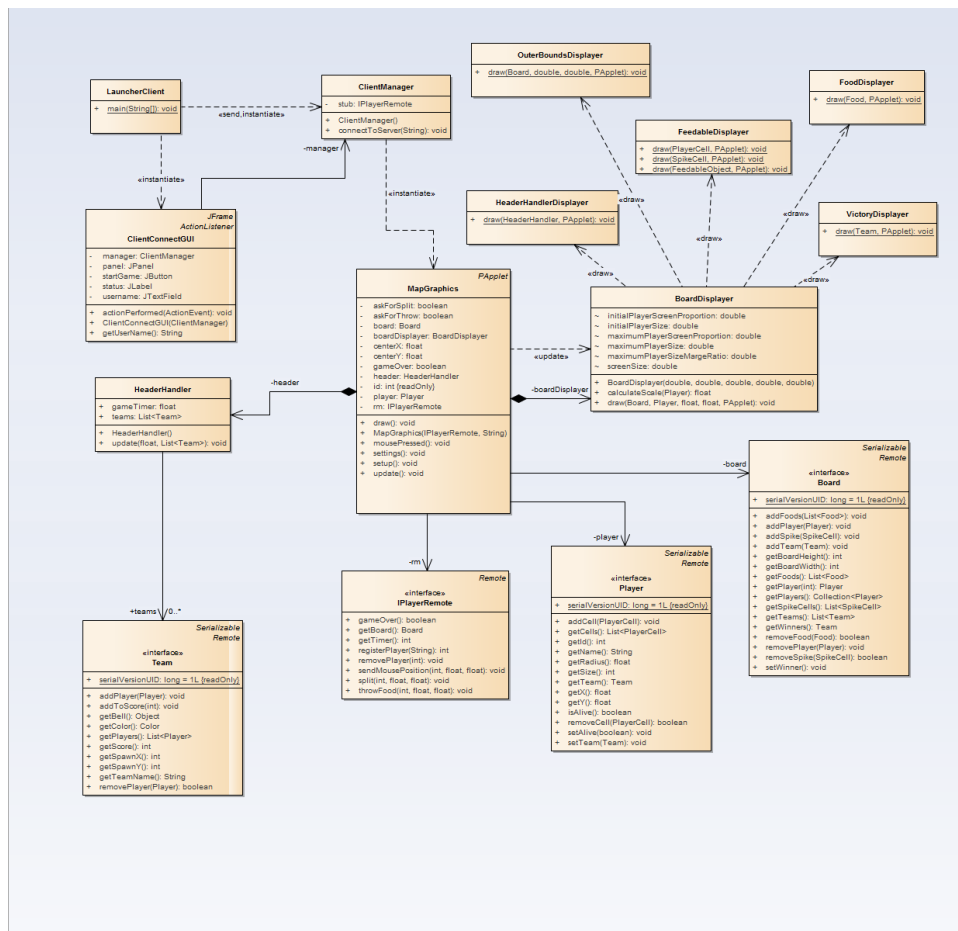 OuterBoundsDisplayer
+ draw(Board, double, double, PApplet): void
LauncherClient
+ main(String[]): void
ClientManager
- stub: IPlayerRemote
+ ClientManager()
+ connectToServer(String): void
FoodDisplayer
+ draw(Food, PApplet): void
FeedableDisplayer
+ draw(PlayerCell, PApplet): void
+ draw(SpikeCell, PApplet): void
+ draw(FeedableObject, PApplet): void
«send,instantiate»
-manager
«instantiate»
«instantiate»
HeaderHandlerDisplayer
+ draw(HeaderHandler, PApplet): void
«draw»
«draw»
«draw»
VictoryDisplayer
+ draw(Team, PApplet): void
JFrame
ActionListener
ClientConnectGUI
- manager: ClientManager
- panel: JPanel
- startGame: JButton
- status: JLabel
- username: JTextField
+ actionPerformed(ActionEvent): void
+ ClientConnectGUI(ClientManager)
+ getUserName(): String
PApplet
MapGraphics
- askForSplit: boolean
- askForThrow: boolean
- board: Board
- boardDisplayer: BoardDisplayer
- centerX: float
- centerY: float
- gameOver: boolean
- header: HeaderHandler
- id: int {readOnly}
- player: Player
- rm: IPlayerRemote
+ draw(): void
+ MapGraphics(IPlayerRemote, String)
+ mousePressed(): void
+ settings(): void
+ setup(): void
+ update(): void
«update»
-boardDisplayer
BoardDisplayer
~ initialPlayerScreenProportion: double
~ initialPlayerSize: double
~ maximumPlayerScreenProportion: double
~ maximumPlayerSize: double
~ maximumPlayerSizeMargeRatio: double
~ screenSize: double
+ BoardDisplayer(double, double, double, double, double)
+ calculateScale(Player): float
+ draw(Board, Player, float, float, PApplet): void
-header
HeaderHandler
+ gameTimer: float
+ teams: List<Team>
+ HeaderHandler()
+ update(float, List<Team>): void
-board
Serializable
Remote
«interface»
Board
+ serialVersionUID: long = 1L {readOnly}
+ addFoods(List<Food>): void
+ addPlayer(Player): void
+ addSpike(SpikeCell): void
+ addTeam(Team): void
+ getBoardHeight(): int
+ getBoardWidth(): int
+ getFoods(): List<Food>
+ getPlayer(int): Player
+ getPlayers(): Collection<Player>
+ getSpikeCells(): List<SpikeCell>
+ getTeams(): List<Team>
+ getWinners(): Team
+ removeFood(Food): boolean
+ removePlayer(Player): void
+ removeSpike(SpikeCell): boolean
+ setWinner(): void
-player
Serializable
Remote
«interface»
Player
+ serialVersionUID: long = 1L {readOnly}
+ addCell(PlayerCell): void
+ getCells(): List<PlayerCell>
+ getId(): int
+ getName(): String
+ getRadius(): float
+ getSize(): int
+ getTeam(): Team
+ getX(): float
+ getY(): float
+ isAlive(): boolean
+ removeCell(PlayerCell): boolean
+ setAlive(boolean): void
+ setTeam(Team): void
-rm
Remote
«interface»
IPlayerRemote
+ gameOver(): boolean
+ getBoard(): Board
+ getTimer(): int
+ registerPlayer(String): int
+ removePlayer(int): void
+ sendMousePosition(int, float, float): void
+ split(int, float, float): void
+ throwFood(int, float, float): void
+teams
0..*
Serializable
Remote
«interface»
Team
+ serialVersionUID: long = 1L {readOnly}
+ addPlayer(Player): void
+ addToScore(int): void
+ getBell(): Object
+ getColor(): Color
+ getPlayers(): List<Player>
+ getScore(): int
+ getSpawnX(): int
+ getSpawnY(): int
+ getTeamName(): String
+ removePlayer(Player): boolean